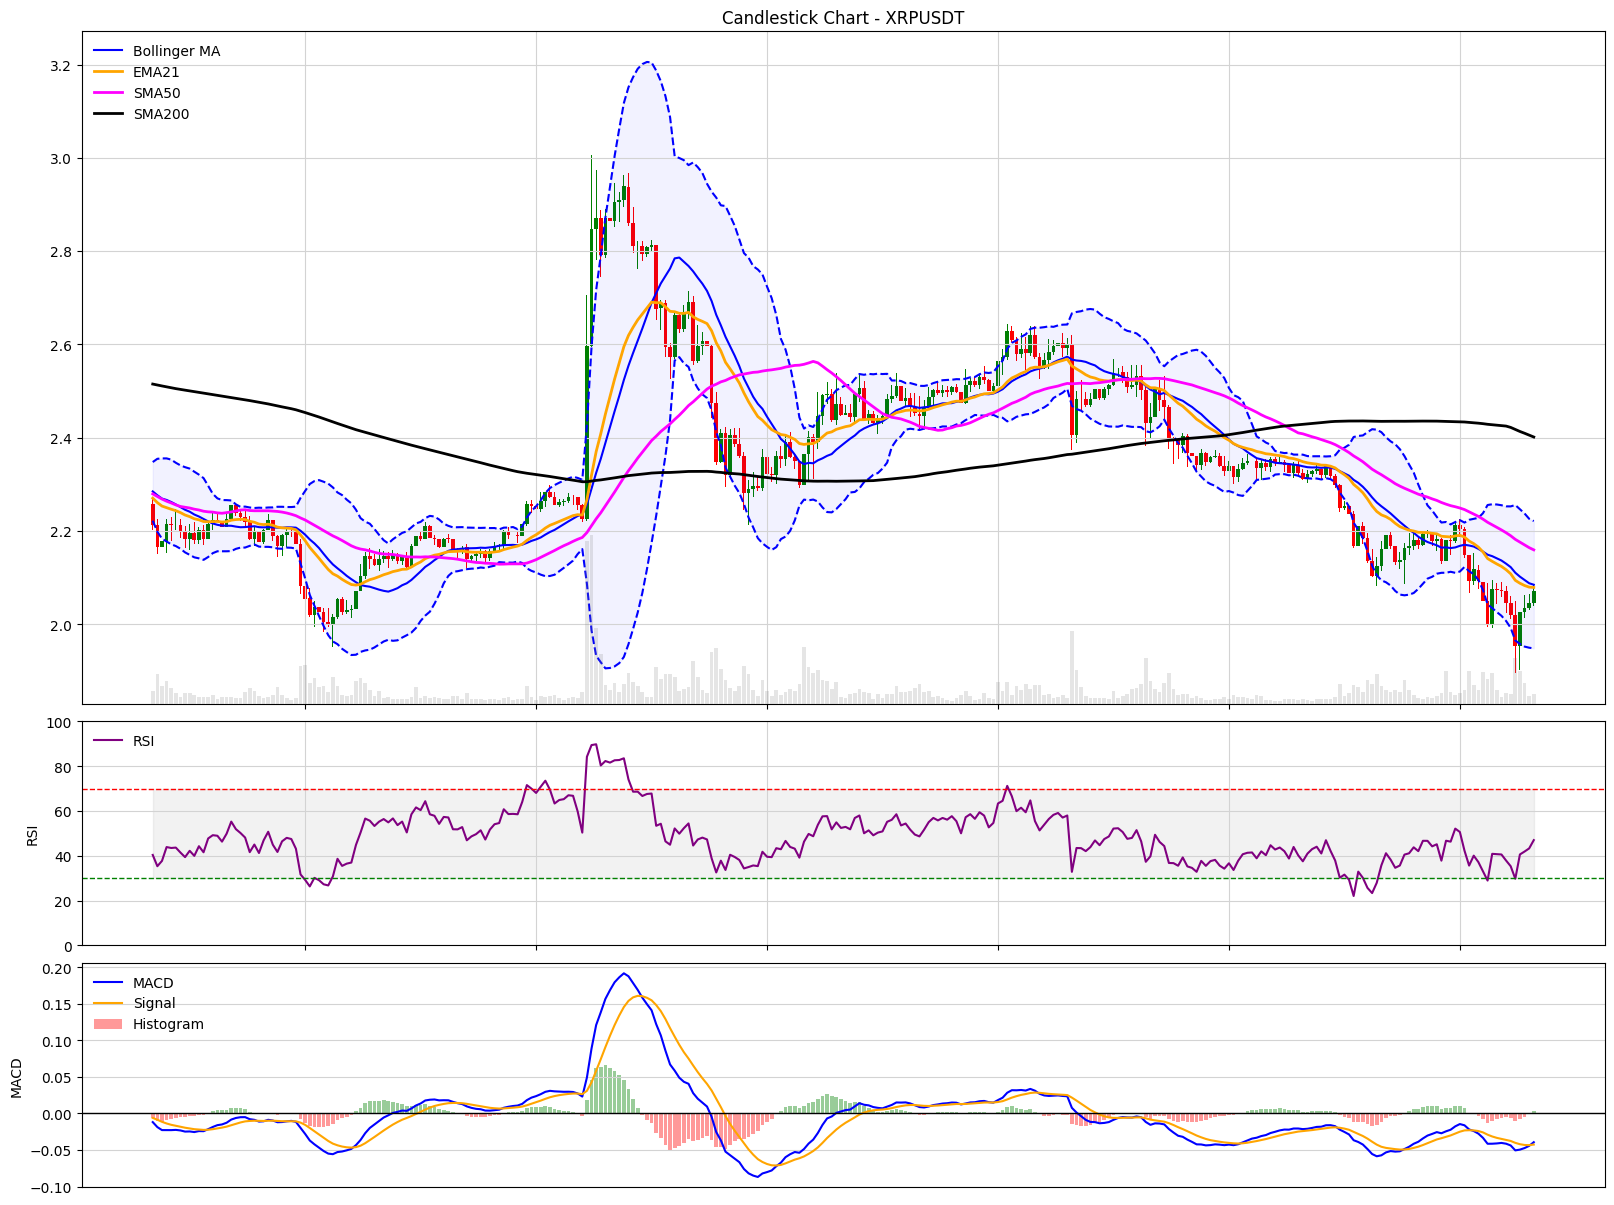 Candlestick Chart - XRPUSDT
Bollinger MA
EMA21
SMA50
SMA200
3.2
3.0
2.8
2.6
2.4
2.2
2.0
RSI
RSI
100
80
60
40
20
0
MACD
Signal
Histogram
MACD
0.20
0.15
0.10
0.05
0.00
−0.05
−0.10